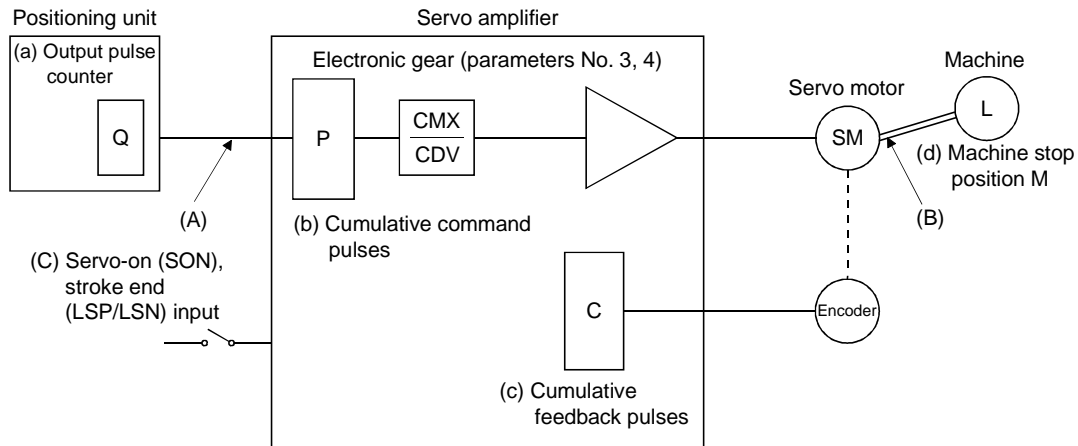 Positioning unit
Servo amplifier
(a) Output pulse
counter
Q
Electronic gear (parameters No. 3, 4)
P
CMX
CDV
Servo motor
SM
Machine
L
(d) Machine stop
position M
(A)
(B)
(b) Cumulative command
pulses
(C) Servo-on (SON),
stroke end
(LSP/LSN) input
C
Encoder
(c) Cumulative
feedback pulses